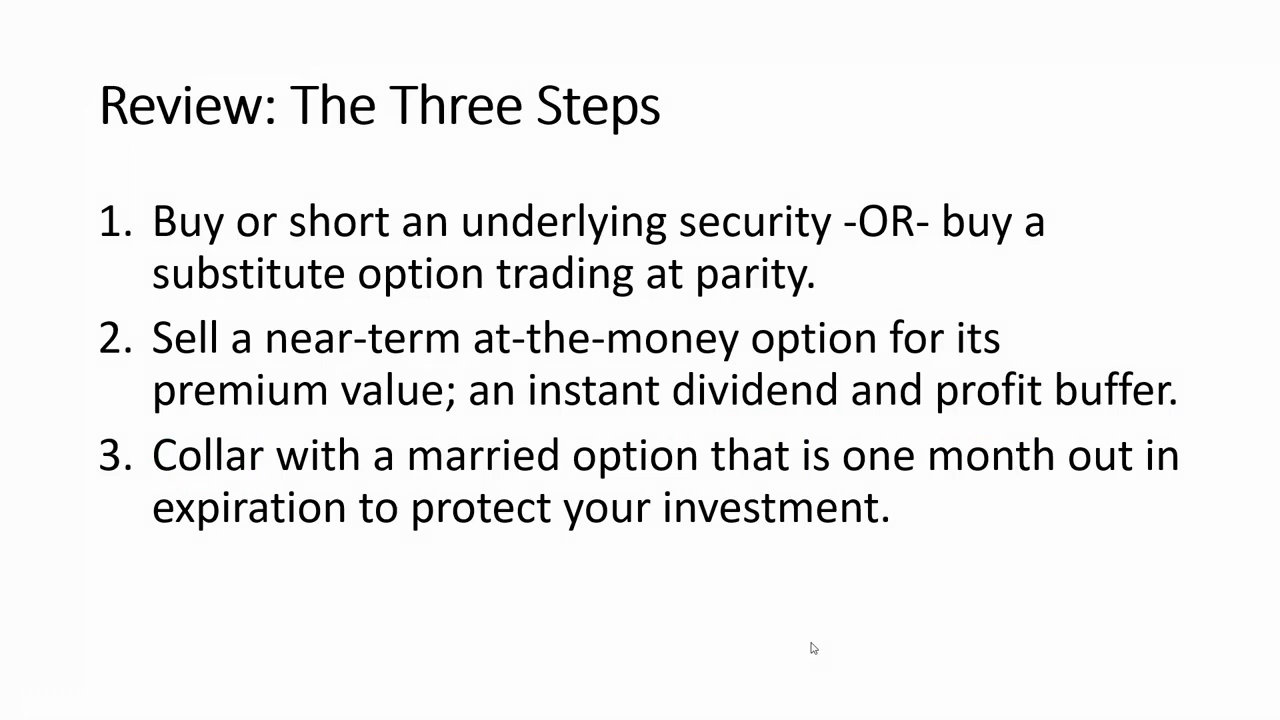 Review: The Three Steps
1. Buy or short an underlying security -OR- buy a
substitute option trading at parity.
2. Sell a near-term at-the-money option for its
premium value; an instant dividend and profit buffer.
3. Collar with a married option that is one month out in
expiration to protect your investment.